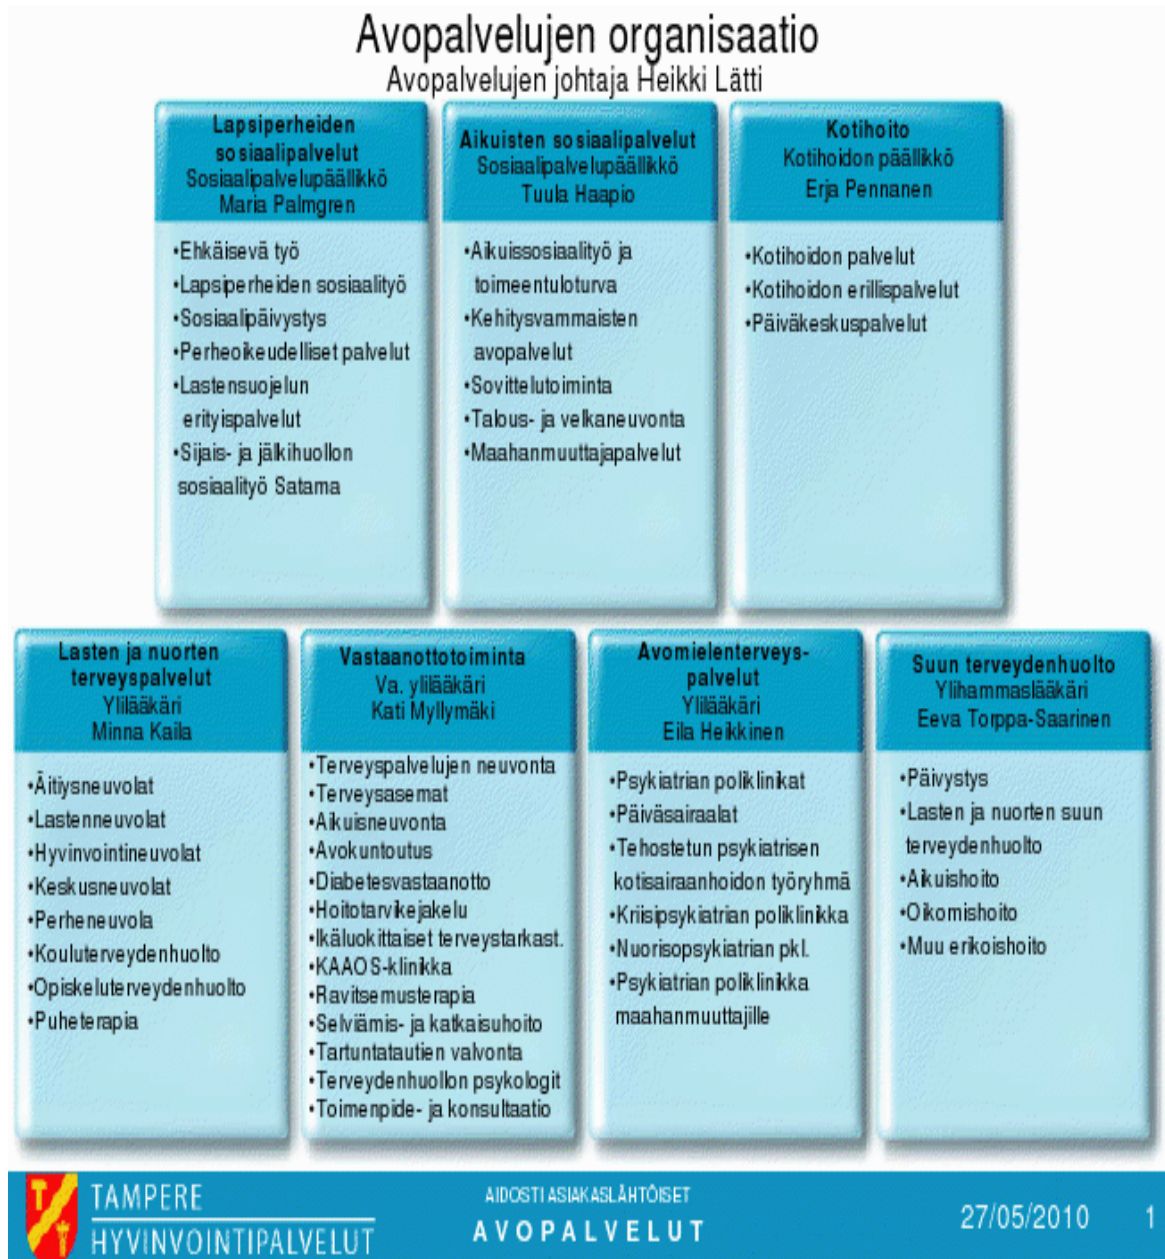 Avopalvelujen organisaatio
Avopalvelujen johtaja Heikki Lätti
Lapsiperheiden
sosiaalipalvelut
Sosiaalipalvelupäällikkö
Maria Palmgren
•Ehkäisevä työ
•Lapsiperheiden sosiaalityö
•Sosiaalipäivystys
•Perheoikeudelliset palvelut
•Lastensuojelun
erityispalvelut
•Sijais- ja jälkihuollon
sosiaalityö Satama
Aikuisten sosiaalipalvelut
Sosiaalipalvelupäällikkö
Tuula Haapio
•Aikuissosiaalityö ja
toimeentuloturva
•Kehitysvammaisten
avopalvelut
•Sovittelutoiminta
•Talous- ja velkaneuvonta
•Maahanmuuttajapalvelut
Kotihoito
Kotihoidon päällikkö
Erja Pennanen
•Kotihoidon palvelut
•Kotihoidon erillispalvelut
•Päiväkeskuspalvelut
Lasten ja nuorten
terveyspalvelut
Ylilääkäri
Minna Kaila
•Äitiysneuvolat
•Lastenneuvolat
•Hyvinvointineuvolat
•Keskusneuvolat
•Perheneuvola
•Kouluterveydenhuolto
•Opiskeluterveydenhuolto
•Puheterapia
Vastaanottotoiminta
Va. ylilääkäri
Kati Myllymäki
•Terveyspalvelujen neuvonta
•Terveysasemat
•Aikuisneuvonta
•Avokuntoutus
•Diabetesvastaanotto
•Hoitotarvikejakelu
•Ikäluokittaiset terveystarkast.
•KAAOS-klinikka
•Ravitsemusterapia
•Selviämis- ja katkaisuhoito
•Tartuntatautien valvonta
•Terveydenhuollon psykologit
•Toimenpide- ja konsultaatio
Avomielenterveys-
palvelut
Ylilääkäri
Eila Heikkinen
•Psykiatrian poliklinikat
•Päiväsairaalat
•Tehostetun psykiatrisen
kotisairaanhoidon työryhmä
•Kriisipsykiatrian poliklinikka
•Nuorisopsykiatrian pkl.
•Psykiatrian poliklinikka
maahanmuuttajille
Suun terveydenhuolto
Ylihammaslääkäri
Eeva Torppa-Saarinen
•Päivystys
•Lasten ja nuorten suun
terveydenhuolto
•Aikuishoito
•Oikomishoito
•Muu erikoishoito
TAMPERE
HYVINVOINTIPALVELUT
AIDOSTI ASIAKASLÄHTÖISET
AVOPALVELUT
27/05/2010 1